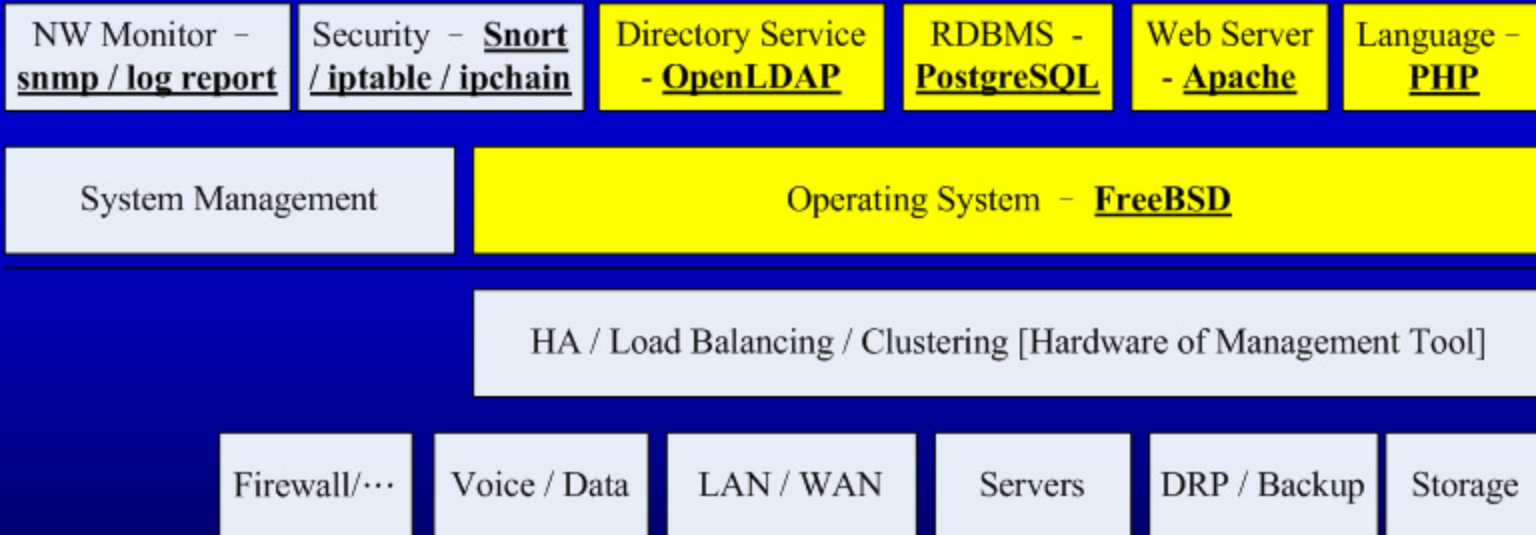 NW Monitor –
snmp / log report
Security – Snort
/ iptable / ipchain
Directory Service
- OpenLDAP
RDBMS -
PostgreSQL
Web Server
- Apache
Language –
PHP
System Management
Operating System – FreeBSD
HA / Load Balancing / Clustering [Hardware of Management Tool]
Firewall/···
Voice / Data
LAN / WAN
Servers
DRP / Backup
Storage